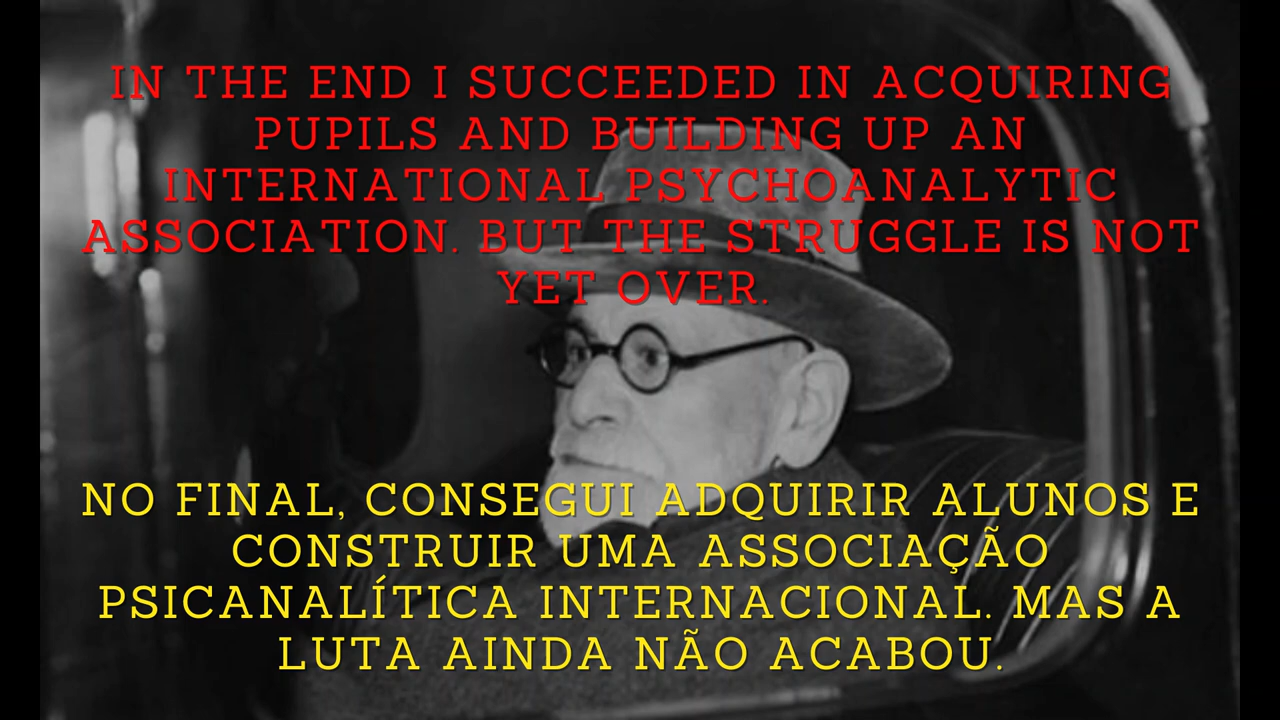 IN THE END I SUCCEEDED IN ACQUIRING
PUPILS AND BUILDING UP AN
INTERNATIONAL PSYCHOANALYTIC
ASSOCIATION. BUT THE STRUGGLE IS NOT
YET OVER.
NO FINAL, CONSEGUI ADQUIRIR ALUNOS E
CONSTRUIR UMA ASSOCIAÇÃO
PSICANALÍTICA INTERNACIONAL. MAS A
LUTA AINDA NÃO ACABOU.